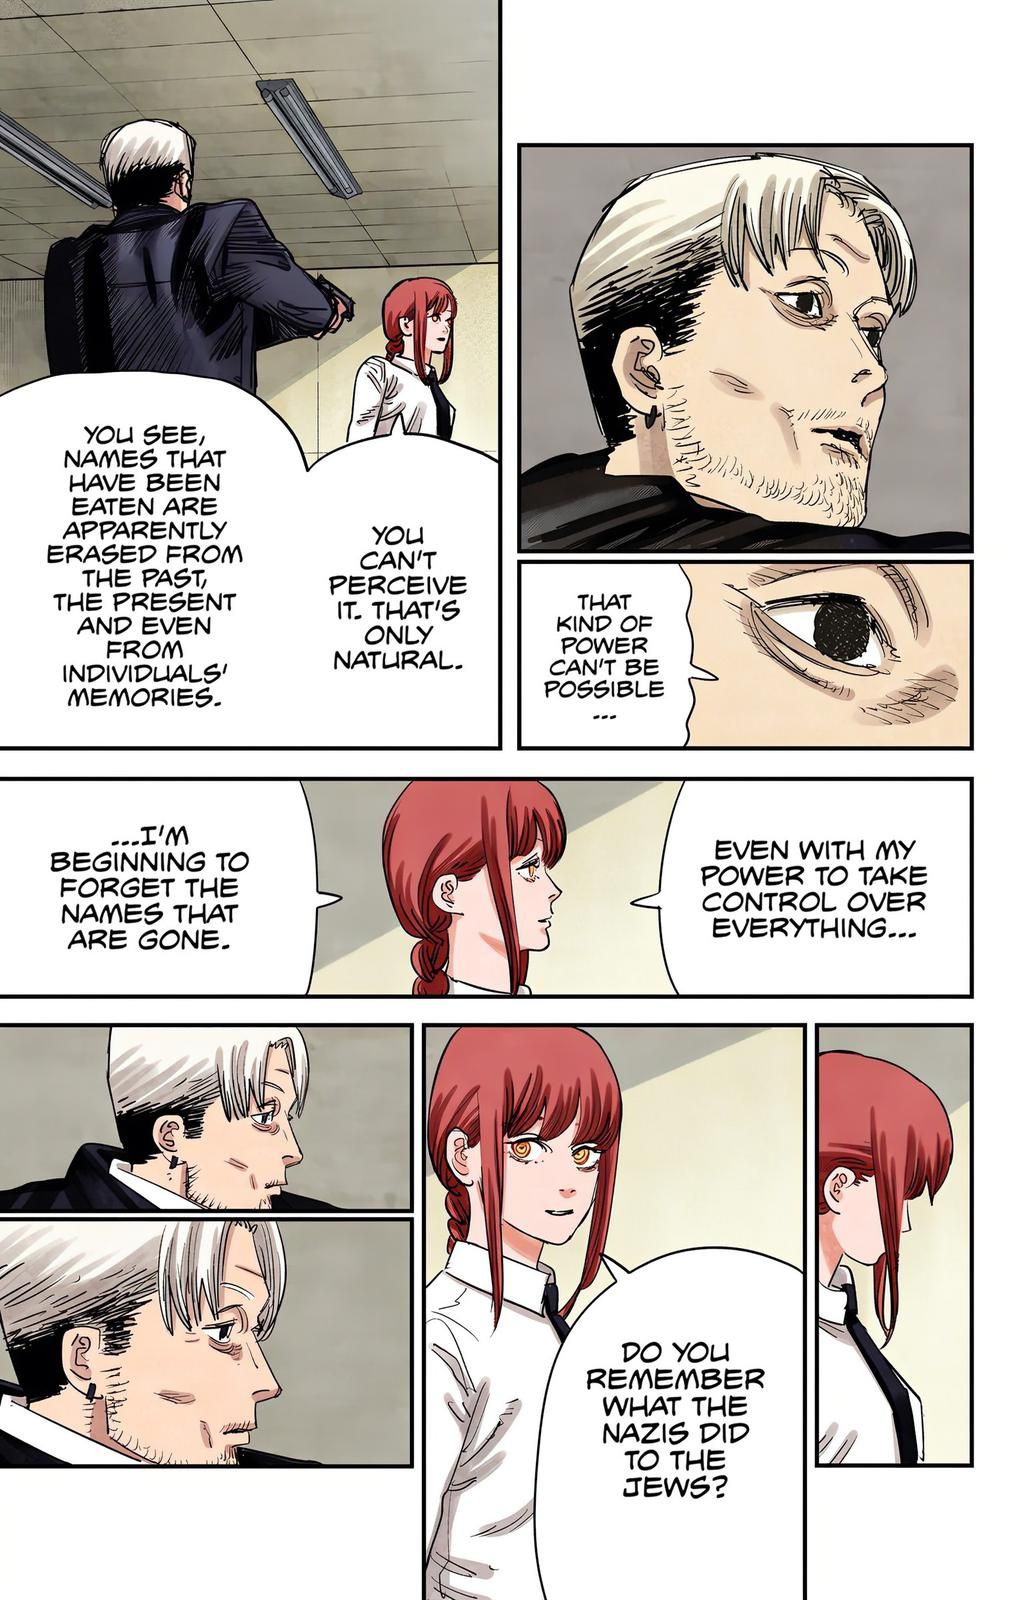 THAT
KIND OF
POWER
CAN'T BE
POSSIBLE
...
YOU
CAN'T
PERCEIVE
IT. THAT'S
ONLY
NATURAL.
YOU SEE,
NAMES THAT
HAVE BEEN
EATEN ARE
APPARENTLY
ERASED FROM
THE PAST,
THE PRESENT
AND EVEN
FROM
INDIVIDUALS'
MEMORIES.
EVEN WITH MY
POWER TO TAKE
CONTROL OVER
EVERYTHING...
...I'M
BEGINNING TO
FORGET THE
NAMES THAT
ARE GONE.
DO YOU
REMEMBER
WHAT THE
NAZIS DID
TO THE
JEWS?